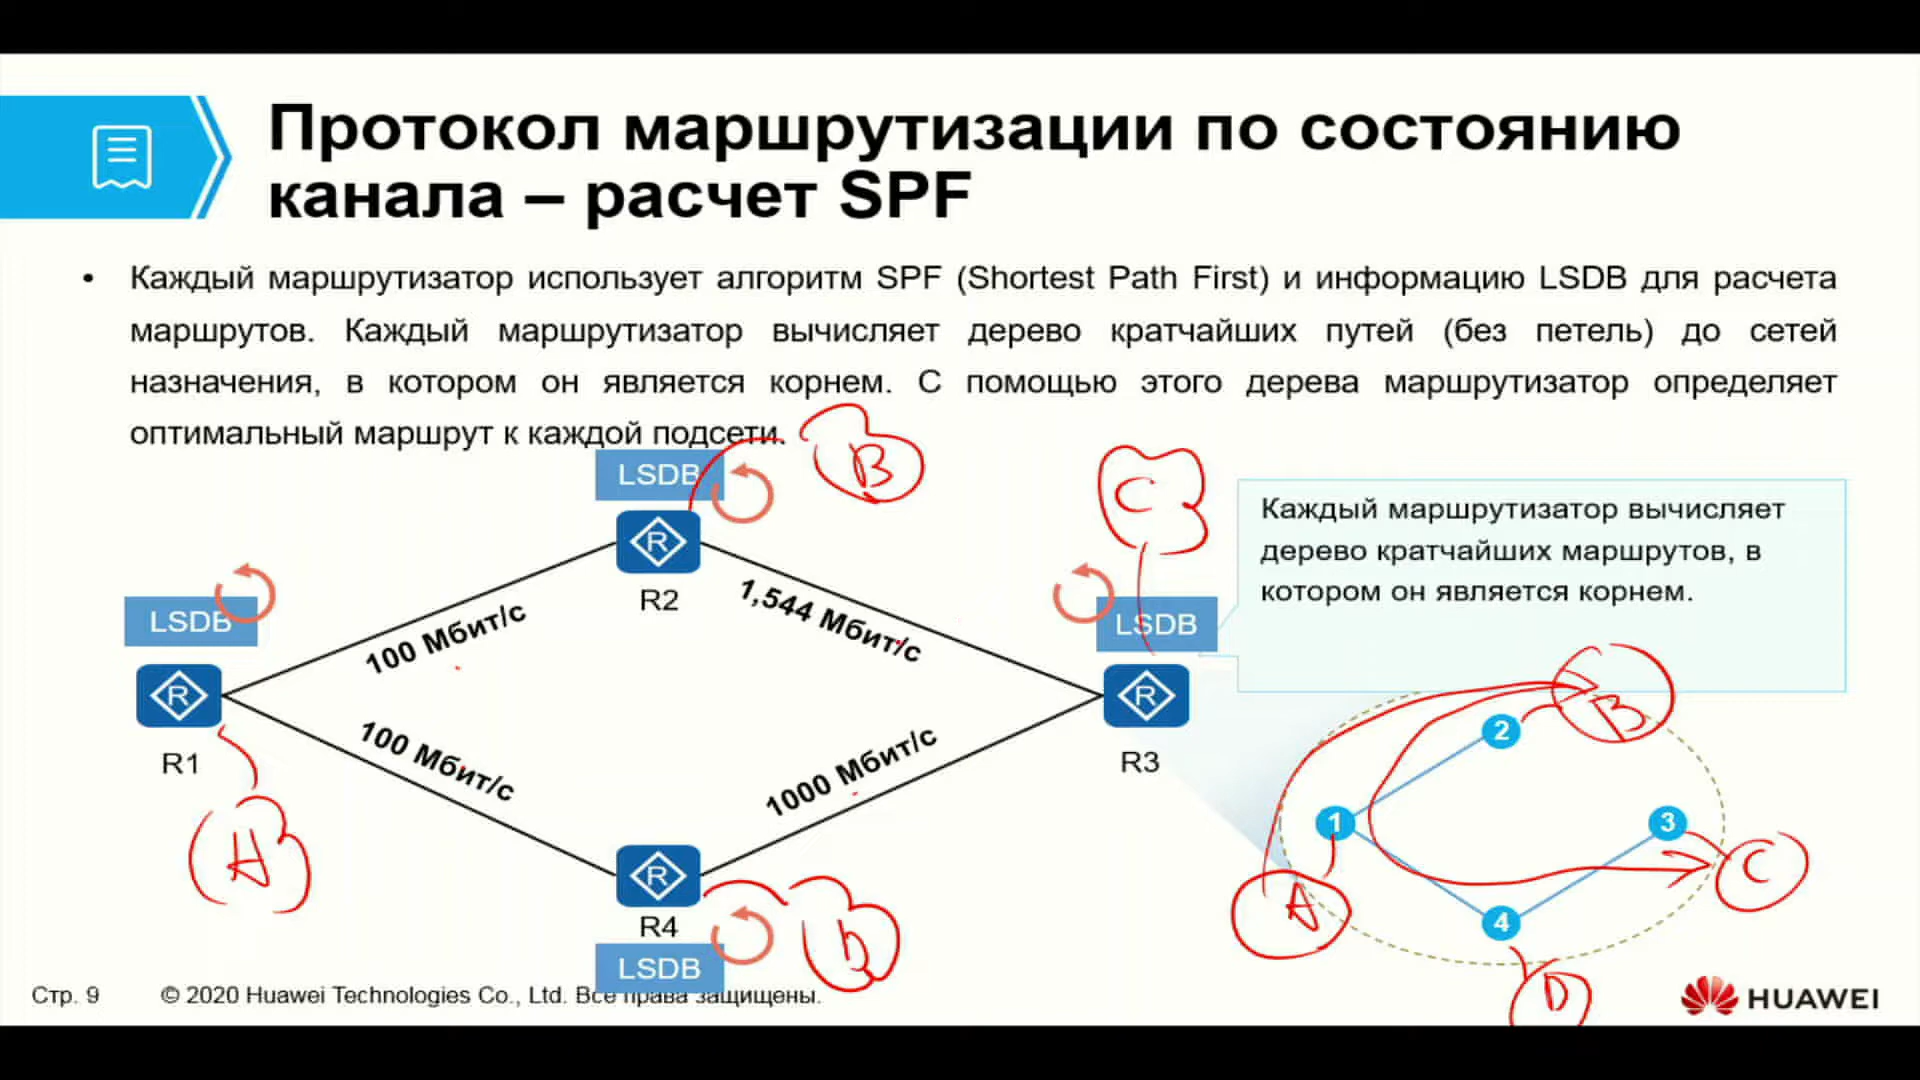 Протокол маршрутизации по состоянию
канала – расчет SPF
• Каждый маршрутизатор использует алгоритм SPF (Shortest Path First) и информацию LSDB для расчета
маршрутов. Каждый маршрутизатор вычисляет дерево кратчайших путей (без петель) до сетей
назначения, в котором он является корнем. С помощью этого дерева маршрутизатор определяет
оптимальный маршрут к каждой подсети.
LSDB
B
C
R
R2
Каждый маршрутизатор вычисляет
дерево кратчайших маршрутов, в
котором он является корнем.
LSDB
R
R1
100 Мбит/с
1,544 Мбит/с
LSDB
R
R3
100 Мбит/с
1000 Мбит/с
A
R
R4
LSDB
D
2
B
1
3
C
A
4
D
Стр. 9
© 2020 Huawei Technologies Co., Ltd. Все права защищены.
HUAWEI